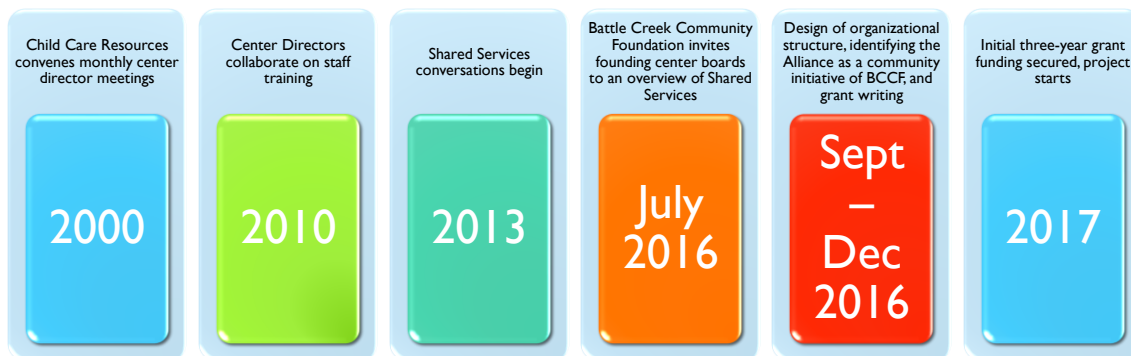 Child Care Resources
convenes monthly center
director meetings
2000
Center Directors
collaborate on staff
training
2010
Shared Services
conversations begin
2013
Battle Creek Community
Foundation invites
founding center boards
to an overview of Shared
Services
July
2016
Design of organizational
structure, identifying the
Alliance as a community
initiative of BCCF, and
grant writing
Sept
–
Dec
2016
Initial three-year grant
funding secured, project
starts
2017